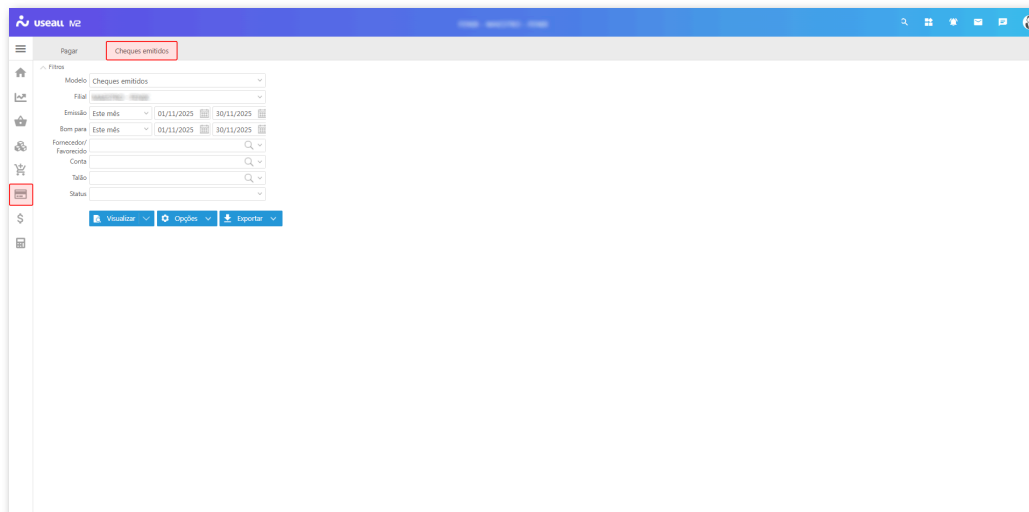 useall M2
Pagar Cheques emitidos
Filtros
Modelo Cheques emitidos
Filial
Emissão Este mês 01/11/2025 30/11/2025
Bom para Este mês 01/11/2025 30/11/2025
Fornecedor/
Favorecido
Conta
Talão
Status
Visualizar Opções Exportar